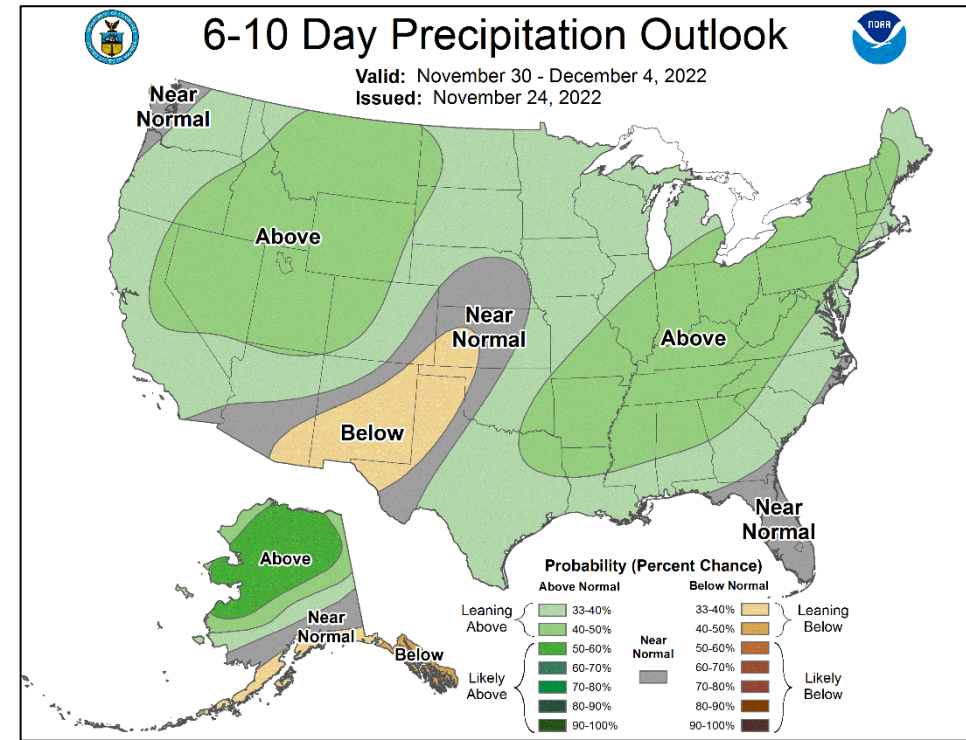 6-10 Day Precipitation Outlook
NOAA
Valid: November 30 - December 4, 2022
Issued: November 24, 2022
Near
Normal
Above
Near
Normal
Above
Below
Near
Normal
Above
Near
Normal
Below
Probability (Percent Chance)
Above Normal
Below Normal
Leaning
Above
33-40%
40-50%
Likely
Above
50-60%
60-70%
70-80%
80-90%
90-100%
Near
Normal
33-40%
40-50%
Leaning
Below
50-60%
60-70%
70-80%
80-90%
90-100%
Likely
Below